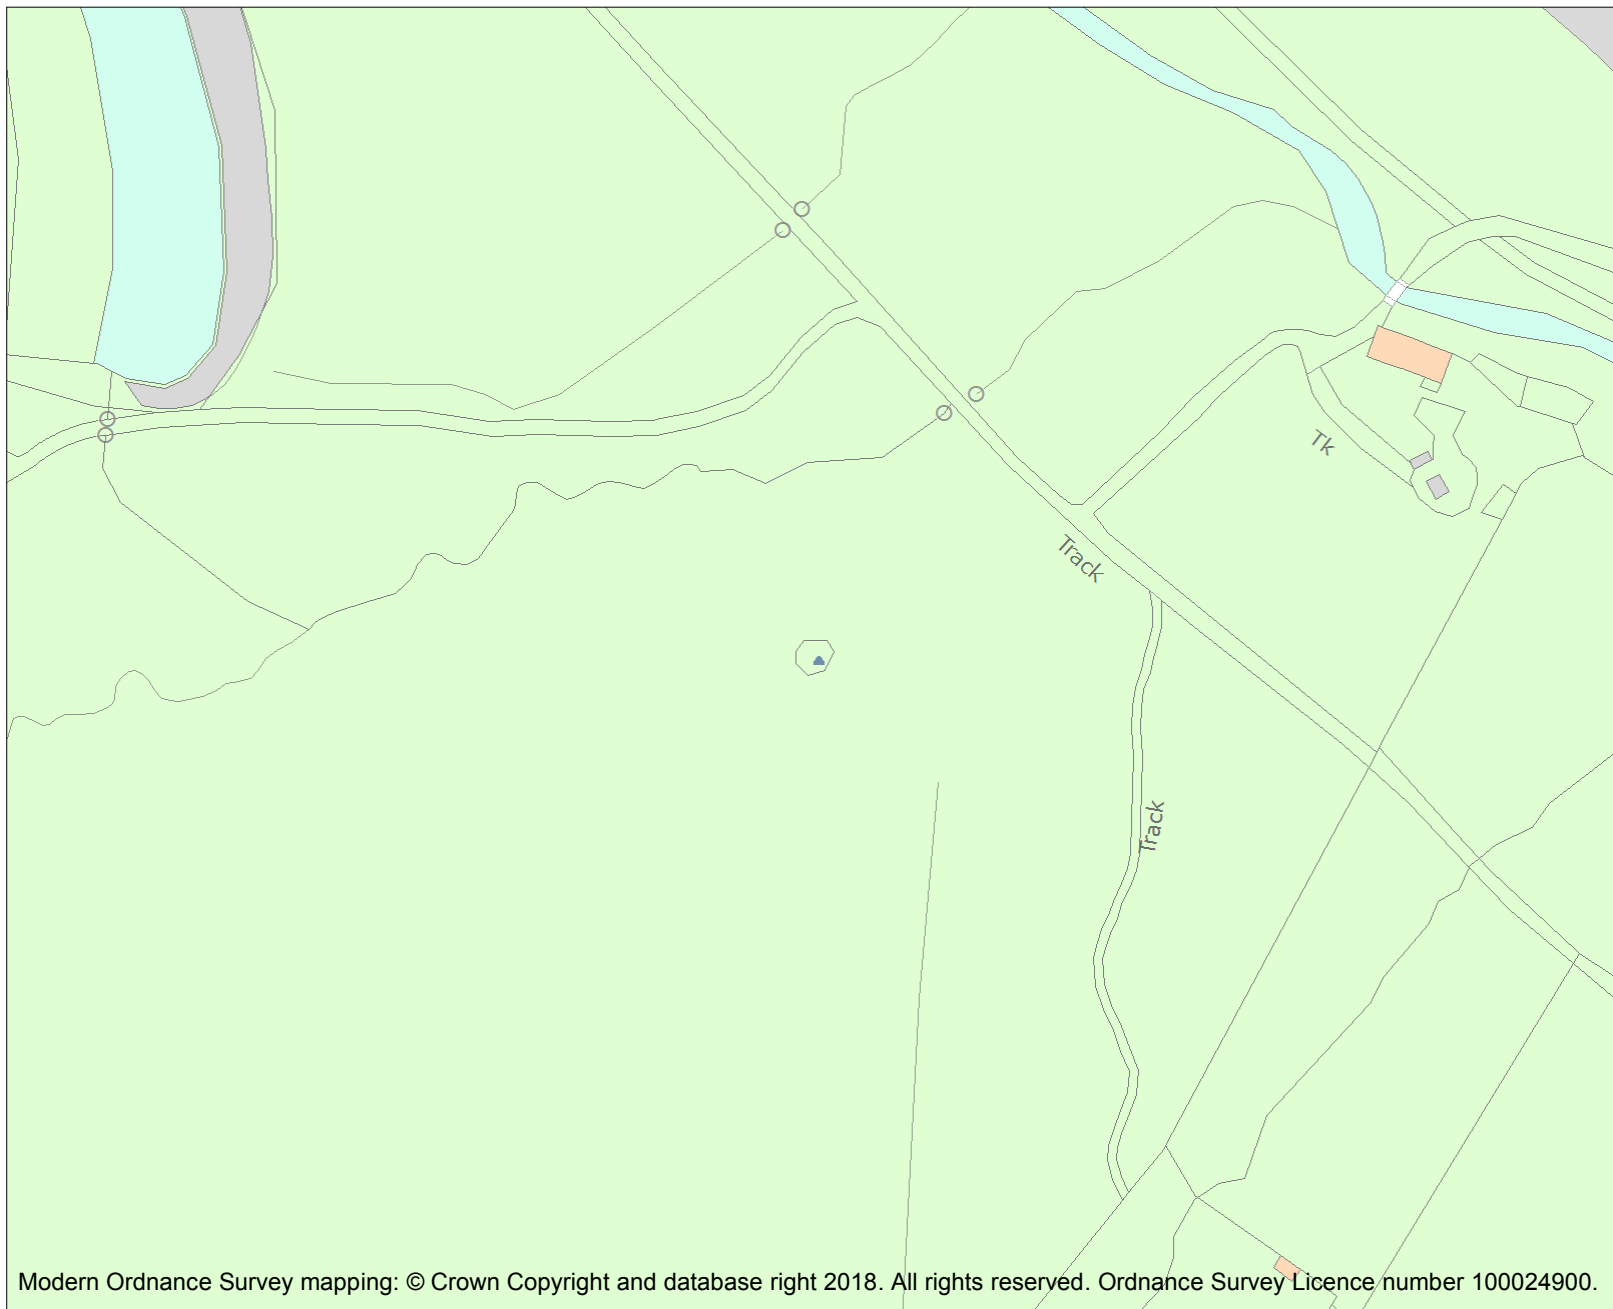 Tk
Track
Track
Modern Ordnance Survey mapping: © Crown Copyright and database right 2018. All rights reserved. Ordnance Survey Licence number 100024900.